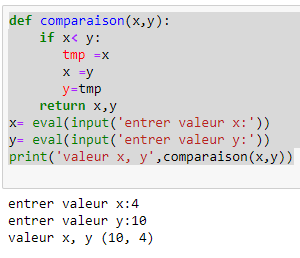 def comparaison(x,y):
    if x< y:
       tmp =x
       x =y
       y=tmp
    return x,y
x= eval(input('entrer valeur x:'))
y= eval(input('entrer valeur y:'))
print('valeur x, y',comparaison(x,y))
entrer valeur x:4
entrer valeur y:10
valeur x, y (10, 4)